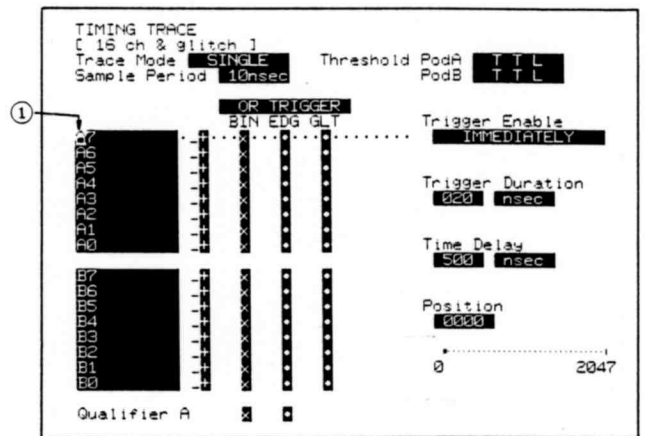 TIMING TRACE
[ 16 ch & glitch ]
Trace Mode SINGLE Threshold PodA T T L
Sample Period 10nsec PodB T T L
OR TRIGGER
①
BIN EDG GLT Trigger Enable
A7 -+ × • • IMMEDIATELY
A6 -+ × • •
A5 -+ × • •
A4 -+ × • • Trigger Duration
A3 -+ × • • 020 nsec
A2 -+ × • •
A1 -+ × • •
A0 -+ × • • Time Delay
500 nsec
B7 -+ × • •
B6 -+ × • •
B5 -+ × • • Position
B4 -+ × • • 0000
B3 -+ × • •
B2 -+ × • •
B1 -+ × • • 0 2047
B0 -+ × • •
Qualifier A × •